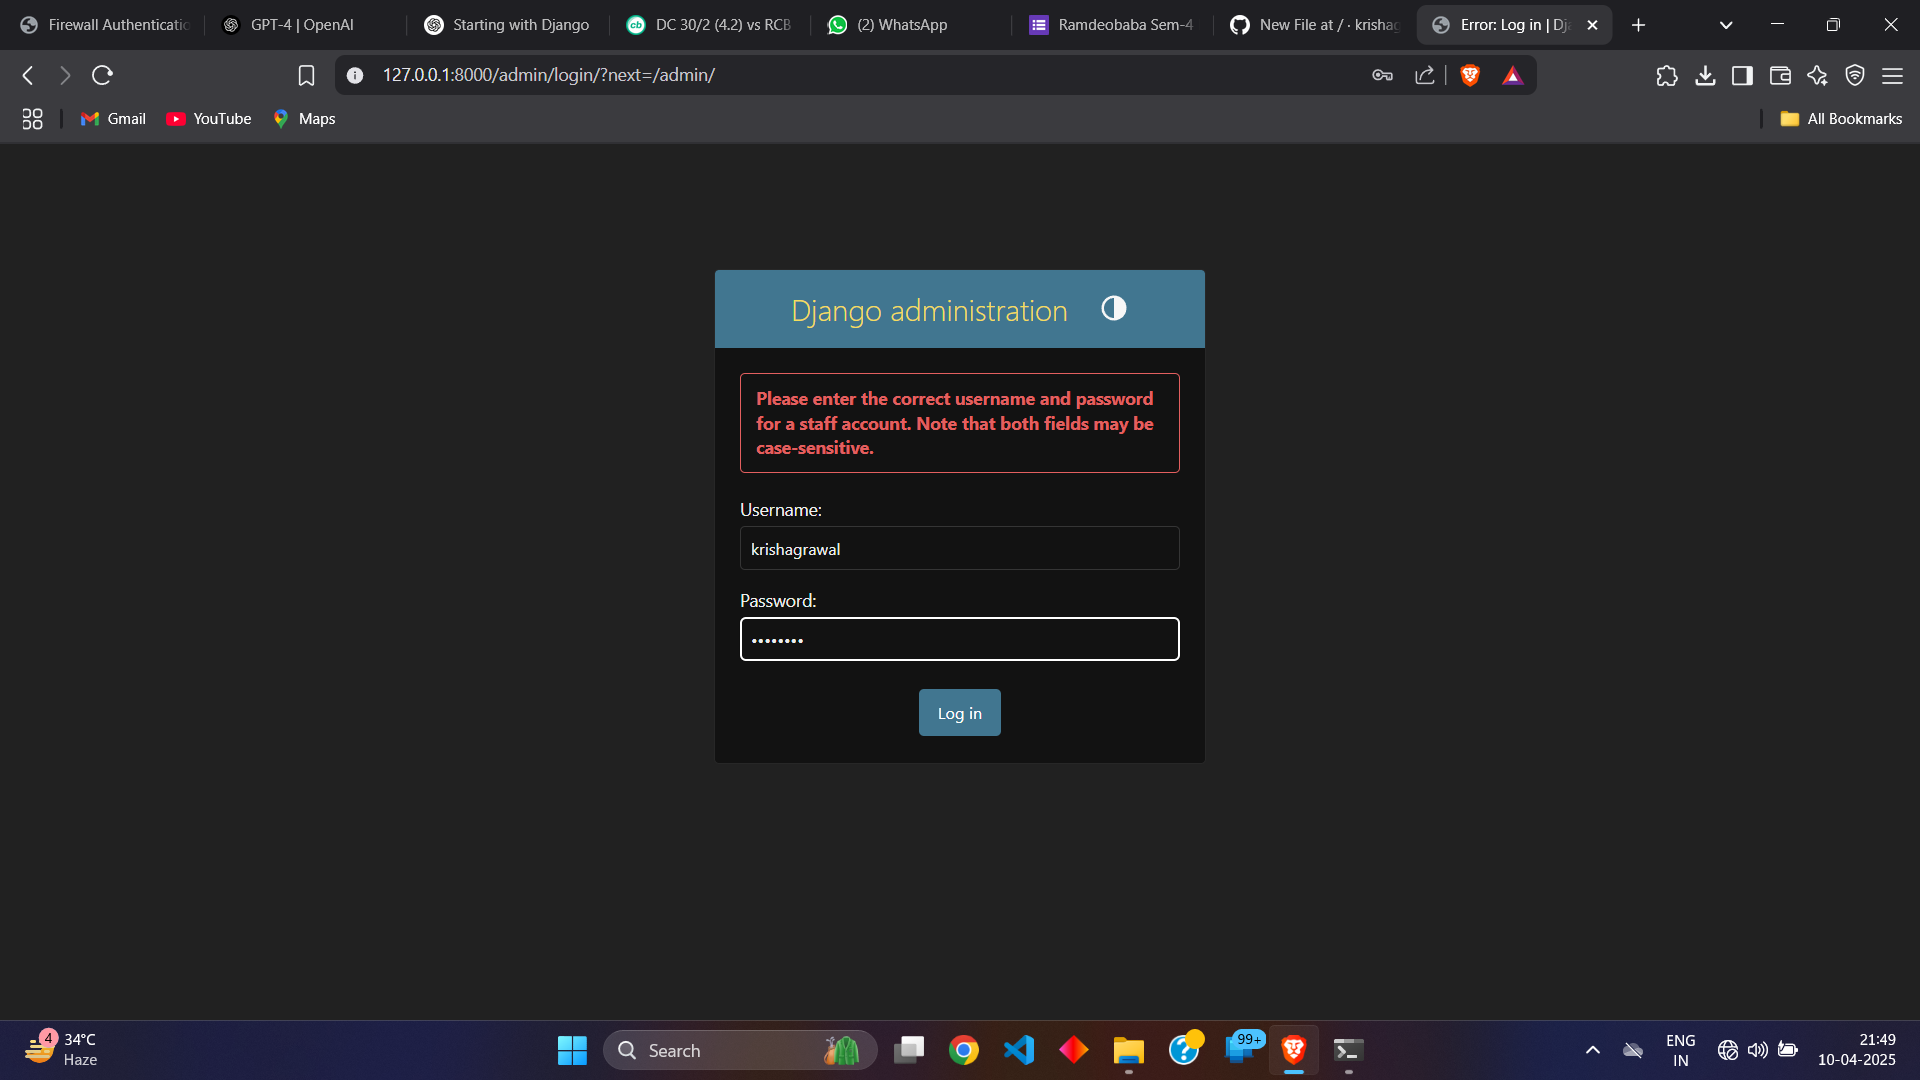 Firewall Authenticatio
GPT-4 | OpenAI
Starting with Django
DC 30/2 (4.2) vs RCB
(2) WhatsApp
Ramdeobaba Sem-4
New File at / · krishag
Error: Log in | Dja
127.0.0.1:8000/admin/login/?next=/admin/
Gmail
YouTube
Maps
All Bookmarks
Django administration
Please enter the correct username and password
for a staff account. Note that both fields may be
case-sensitive.
Username:
krishagrawal
Password:
Log in
4
34°C
Haze
Search
99+
ENG
IN
21:49
10-04-2025